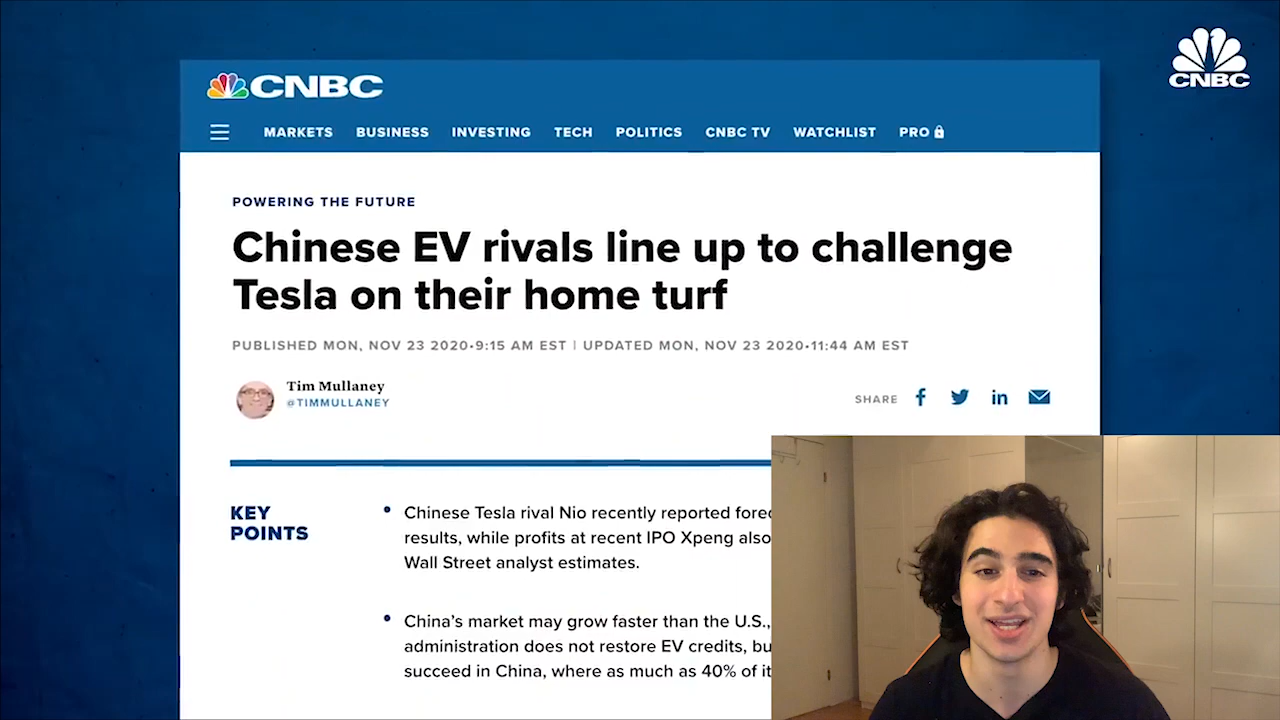 CNBC
CNBC
MARKETS BUSINESS INVESTING TECH POLITICS CNBC TV WATCHLIST PRO
POWERING THE FUTURE
Chinese EV rivals line up to challenge
Tesla on their home turf
PUBLISHED MON, NOV 23 2020•9:15 AM EST | UPDATED MON, NOV 23 2020•11:44 AM EST
Tim Mullaney
@TIMMULLANEY
SHARE
KEY
POINTS
• Chinese Tesla rival Nio recently reported
results, while profits at recent IPO Xpeng also
Wall Street analyst estimates.
• China’s market may grow faster than the U.S.,
administration does not restore EV credits,
succeed in China, where as much as 40% of